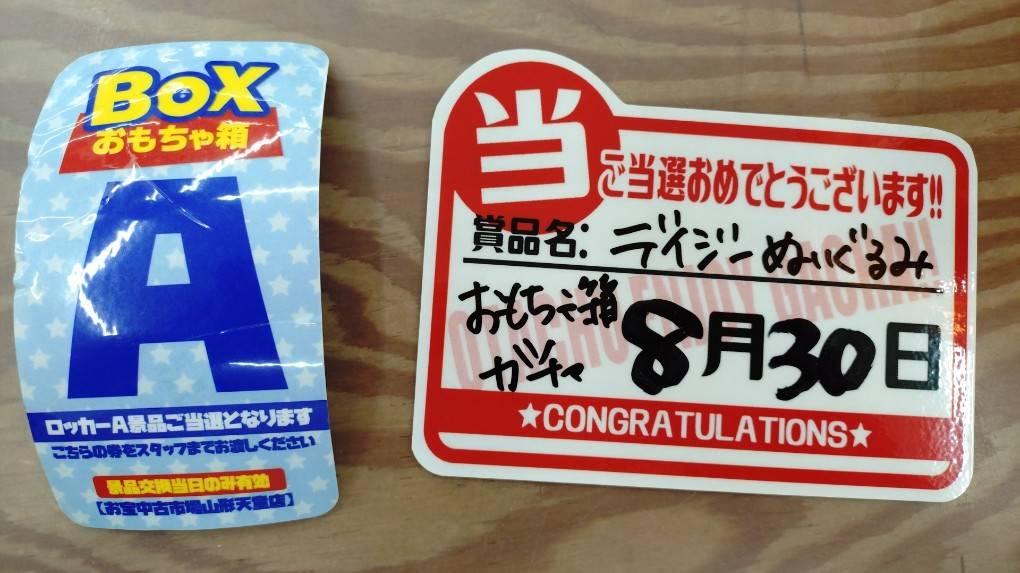 BOX
おもちゃ箱
A
ロッカーA景品ご当選となります
こちらの券をスタッフまでお渡しください
景品交換当日のみ有効
【お宝中古市場山形天童店】
当
ご当選おめでとうございます!!
賞品名: デイジーぬいぐるみ
おもちゃ箱
ガチャ
8月30日
★CONGRATULATIONS★